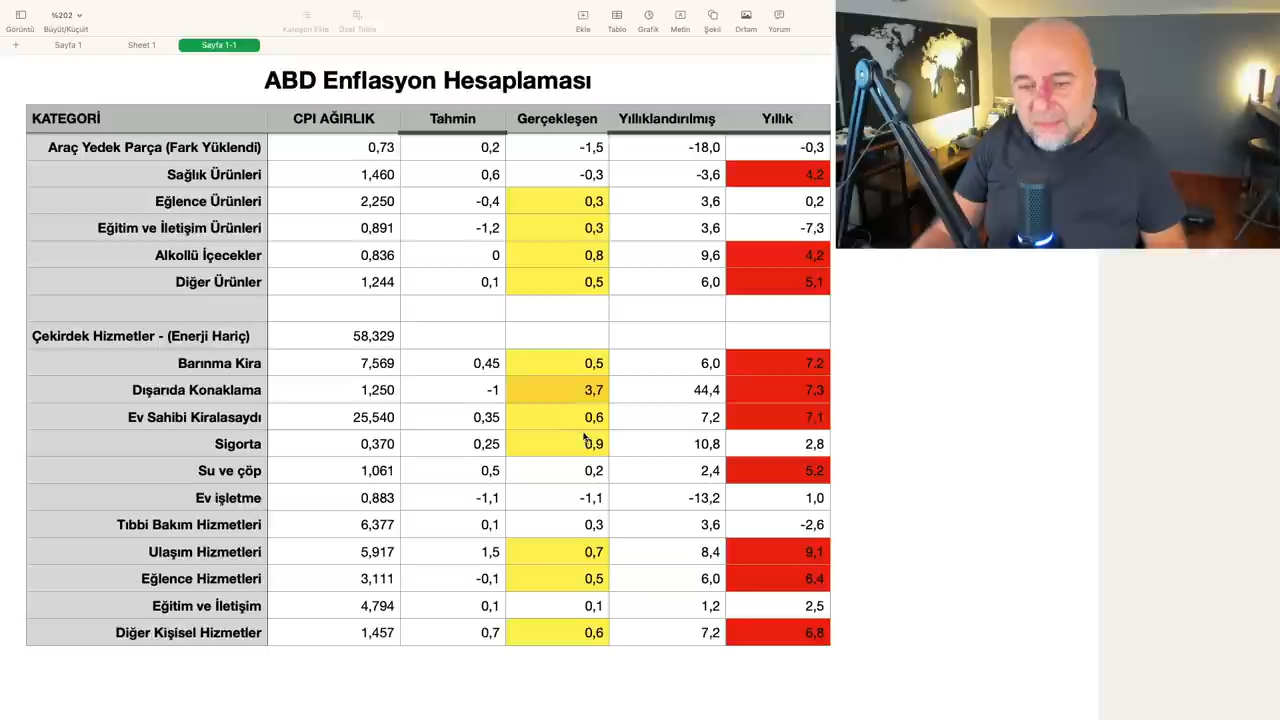 %202
Görüntü Büyüt/Küçült Kategori Ekle Özet Tablo Ekle Tablo Grafik Metin Şekil Ortam Yorum
+ Sayfa 1 Sheet 1 Sayfa 1-1
ABD Enflasyon Hesaplaması
KATEGORİ CPI AĞIRLIK Tahmin Gerçekleşen Yıllıklandırılmış Yıllık
Araç Yedek Parça (Fark Yüklendi) 0,73 0,2 -1,5 -18,0 -0,3
Sağlık Ürünleri 1,460 0,6 -0,3 -3,6 4,2
Eğlence Ürünleri 2,250 -0,4 0,3 3,6 0,2
Eğitim ve İletişim Ürünleri 0,891 -1,2 0,3 3,6 -7,3
Alkollü İçecekler 0,836 0 0,8 9,6 4,2
Diğer Ürünler 1,244 0,1 0,5 6,0 5,1
Çekirdek Hizmetler - (Enerji Hariç) 58,329
Barınma Kira 7,569 0,45 0,5 6,0 7,2
Dışarıda Konaklama 1,250 -1 3,7 44,4 7,3
Ev Sahibi Kiralasaydı 25,540 0,35 0,6 7,2 7,1
Sigorta 0,370 0,25 0,9 10,8 2,8
Su ve çöp 1,061 0,5 0,2 2,4 5,2
Ev işletme 0,883 -1,1 -1,1 -13,2 1,0
Tıbbi Bakım Hizmetleri 6,377 0,1 0,3 3,6 -2,6
Ulaşım Hizmetleri 5,917 1,5 0,7 8,4 9,1
Eğlence Hizmetleri 3,111 -0,1 0,5 6,0 6,4
Eğitim ve İletişim 4,794 0,1 0,1 1,2 2,5
Diğer Kişisel Hizmetler 1,457 0,7 0,6 7,2 6,8